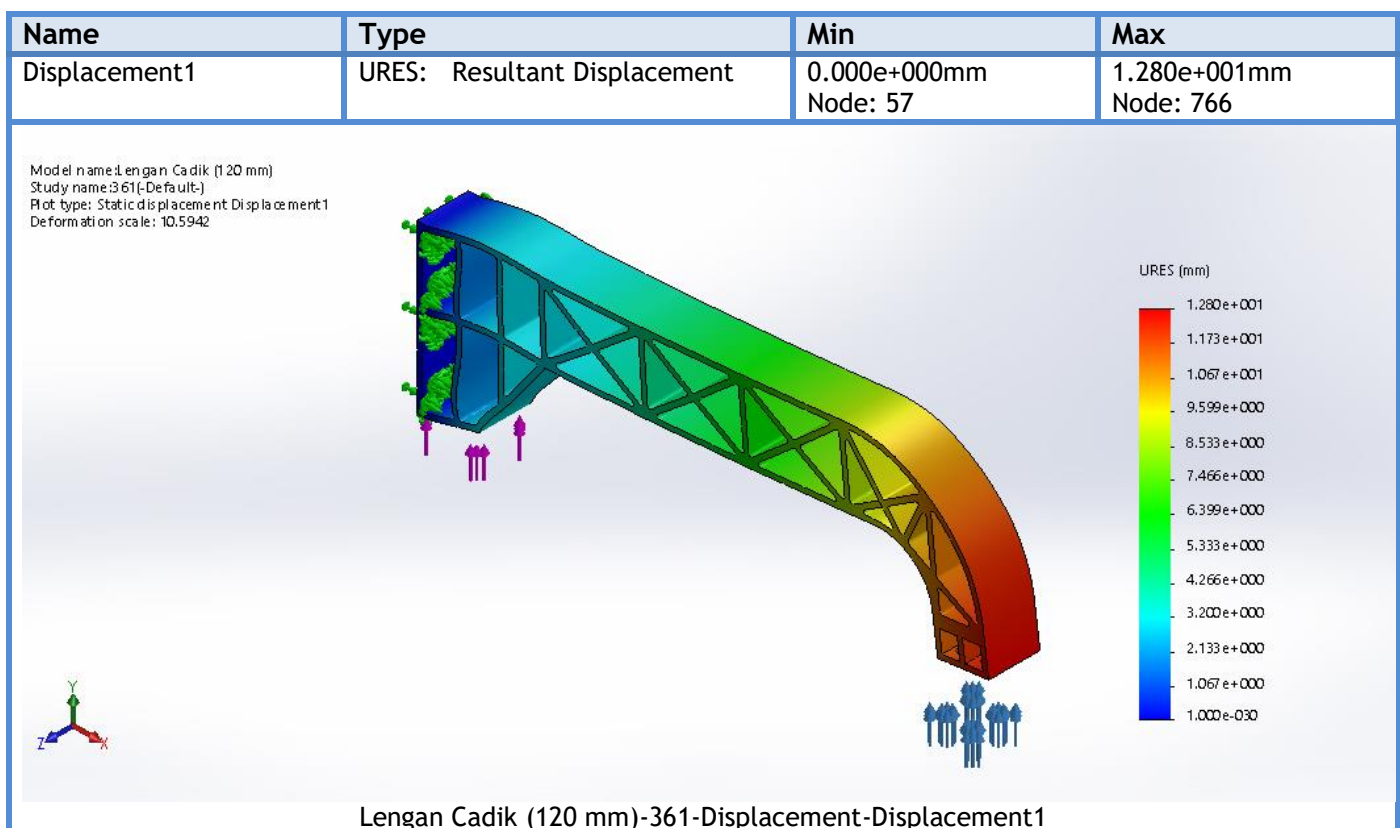 Name Type Min Max
Displacement1 URES: Resultant Displacement 0.000e+000mm 1.280e+001mm
Node: 57 Node: 766
Model name:Lengan Cadik (120 mm)
Study name:361(-Default-)
Plot type: Static displacement Displacement1
Deformation scale: 10.5942
URES (mm)
1.280e+001
1.173e+001
1.067e+001
9.599e+000
8.533e+000
7.466e+000
6.399e+000
5.333e+000
4.266e+000
3.200e+000
2.133e+000
1.067e+000
1.000e-030
Y
Z X
Lengan Cadik (120 mm)-361-Displacement-Displacement1